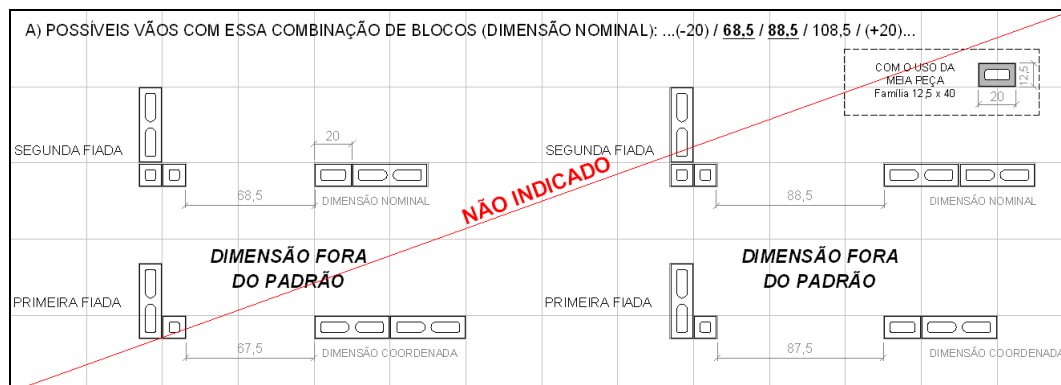 A) POSSÍVEIS VÃOS COM ESSA COMBINAÇÃO DE BLOCOS (DIMENSÃO NOMINAL): ...(-20) / 68,5 / 88,5 / 108,5 / (+20)...
COM O USO DA
MEIA PEÇA
Família 12,5 x 40
12,5
20
SEGUNDA FIADA
20
68,5
DIMENSÃO NOMINAL
SEGUNDA FIADA
88,5
DIMENSÃO NOMINAL
NÃO INDICADO
DIMENSÃO FORA
DO PADRÃO
DIMENSÃO FORA
DO PADRÃO
PRIMEIRA FIADA
67,5
DIMENSÃO COORDENADA
PRIMEIRA FIADA
87,5
DIMENSÃO COORDENADA